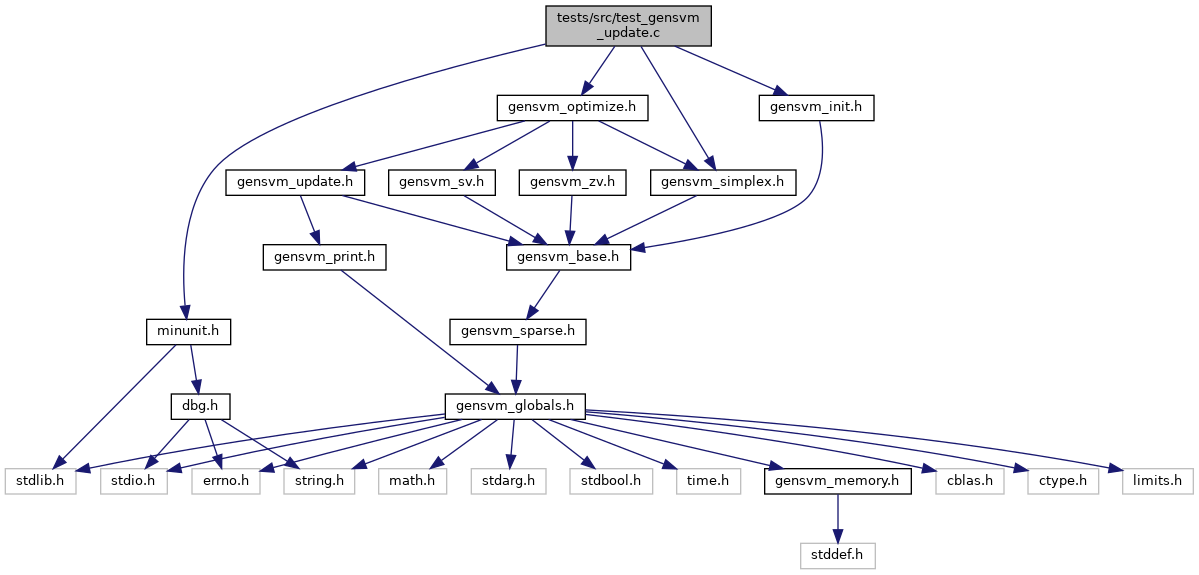 tests/src/test_gensvm
_update.c
gensvm_optimize.h
gensvm_init.h
gensvm_update.h
gensvm_sv.h
gensvm_zv.h
gensvm_simplex.h
gensvm_print.h
gensvm_base.h
minunit.h
gensvm_sparse.h
dbg.h
gensvm_globals.h
stdlib.h
stdio.h
errno.h
string.h
math.h
stdarg.h
stdbool.h
time.h
gensvm_memory.h
cblas.h
ctype.h
limits.h
stddef.h